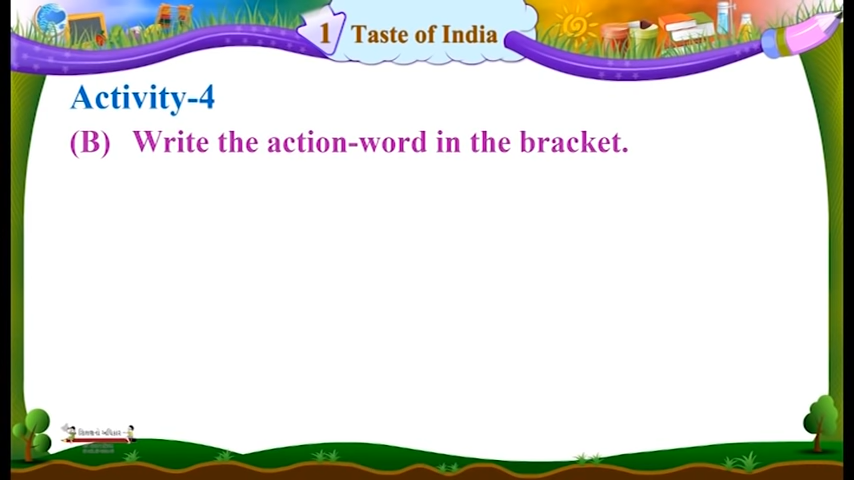 1 Taste of India
Activity-4
(B) Write the action-word in the bracket.